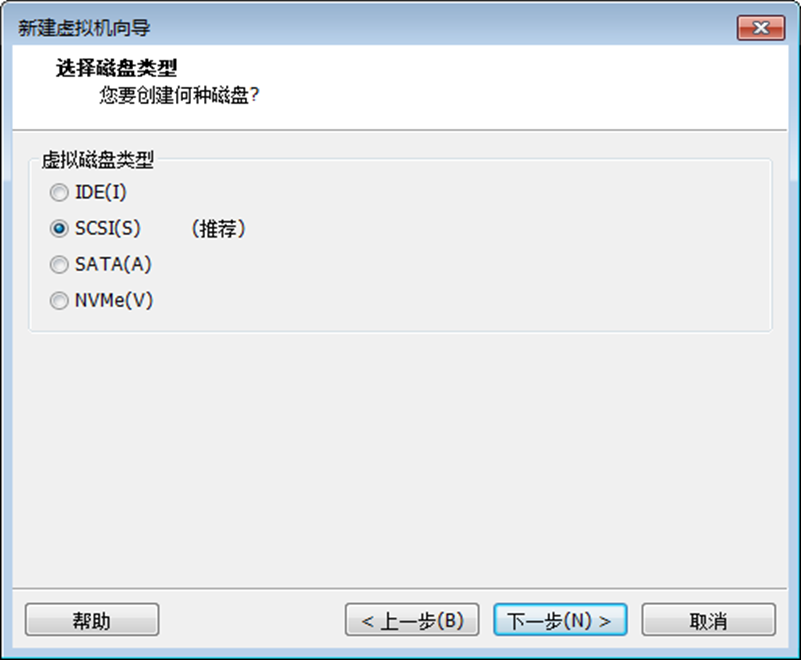 新建虚拟机向导
选择磁盘类型
您要创建何种磁盘?
虚拟磁盘类型
IDE(I)
SCSI(S) (推荐)
SATA(A)
NVMe(V)
帮助 < 上一步(B) 下一步(N) > 取消